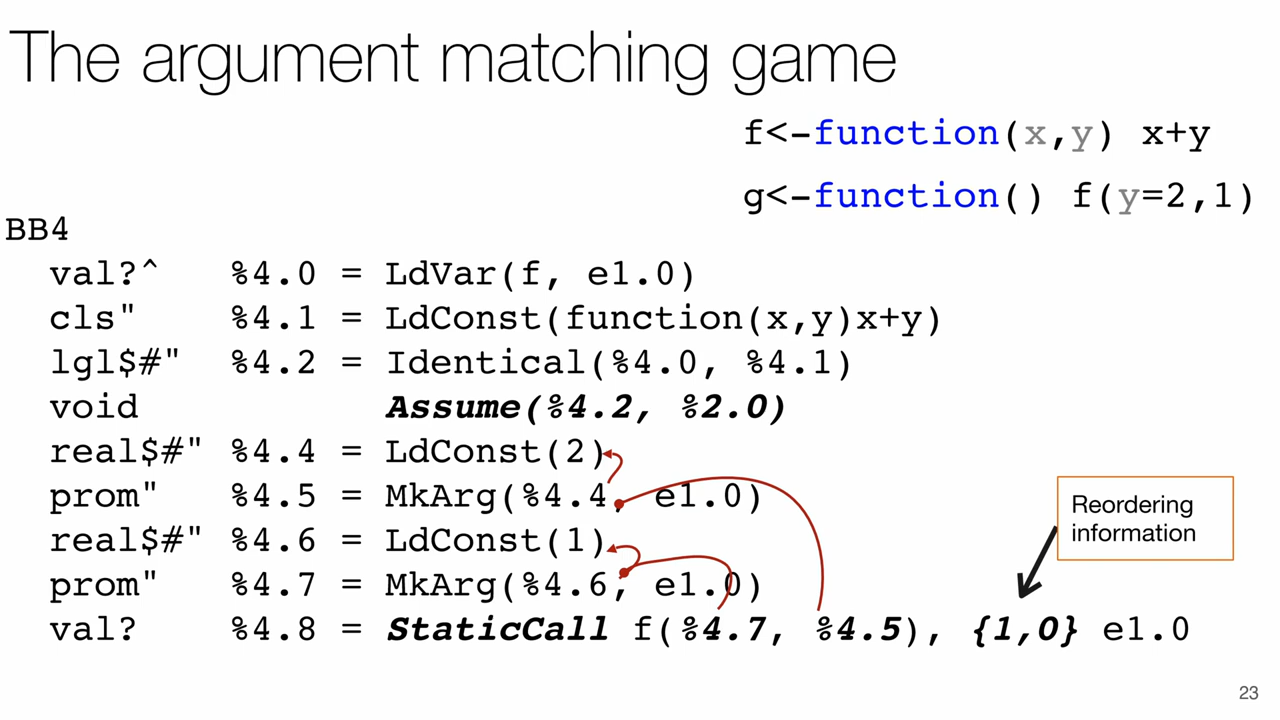 The argument matching game
f<-function(x,y) x+y
g<-function() f(y=2,1)
BB4
val?^ %4.0 = LdVar(f, e1.0)
cls" %4.1 = LdConst(function(x,y)x+y)
lgl$#" %4.2 = Identical(%4.0, %4.1)
void Assume(%4.2, %2.0)
real$#" %4.4 = LdConst(2)
prom" %4.5 = MkArg(%4.4, e1.0)
Reordering
information
real$#" %4.6 = LdConst(1)
prom" %4.7 = MkArg(%4.6, e1.0)
val? %4.8 = StaticCall f(%4.7, %4.5), {1,0} e1.0
23